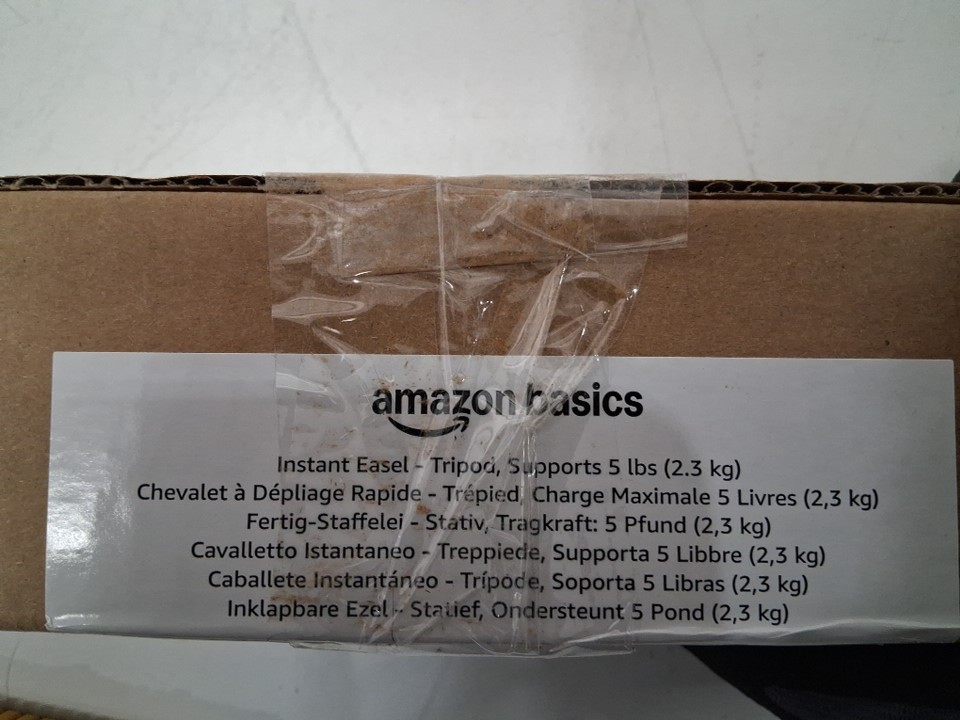 amazon basics
Instant Easel - Tripod, Supports 5 lbs (2.3 kg)
Chevalet à Dépliage Rapide - Trépied, Charge Maximale 5 Livres (2,3 kg)
Fertig-Staffelei - Stativ, Tragkraft: 5 Pfund (2,3 kg)
Cavalletto Istantaneo - Treppiede, Supporta 5 Libbre (2,3 kg)
Caballete Instantáneo - Trípode, Soporta 5 Libras (2,3 kg)
Inklapbare Ezel - Statief, Ondersteunt 5 Pond (2,3 kg)